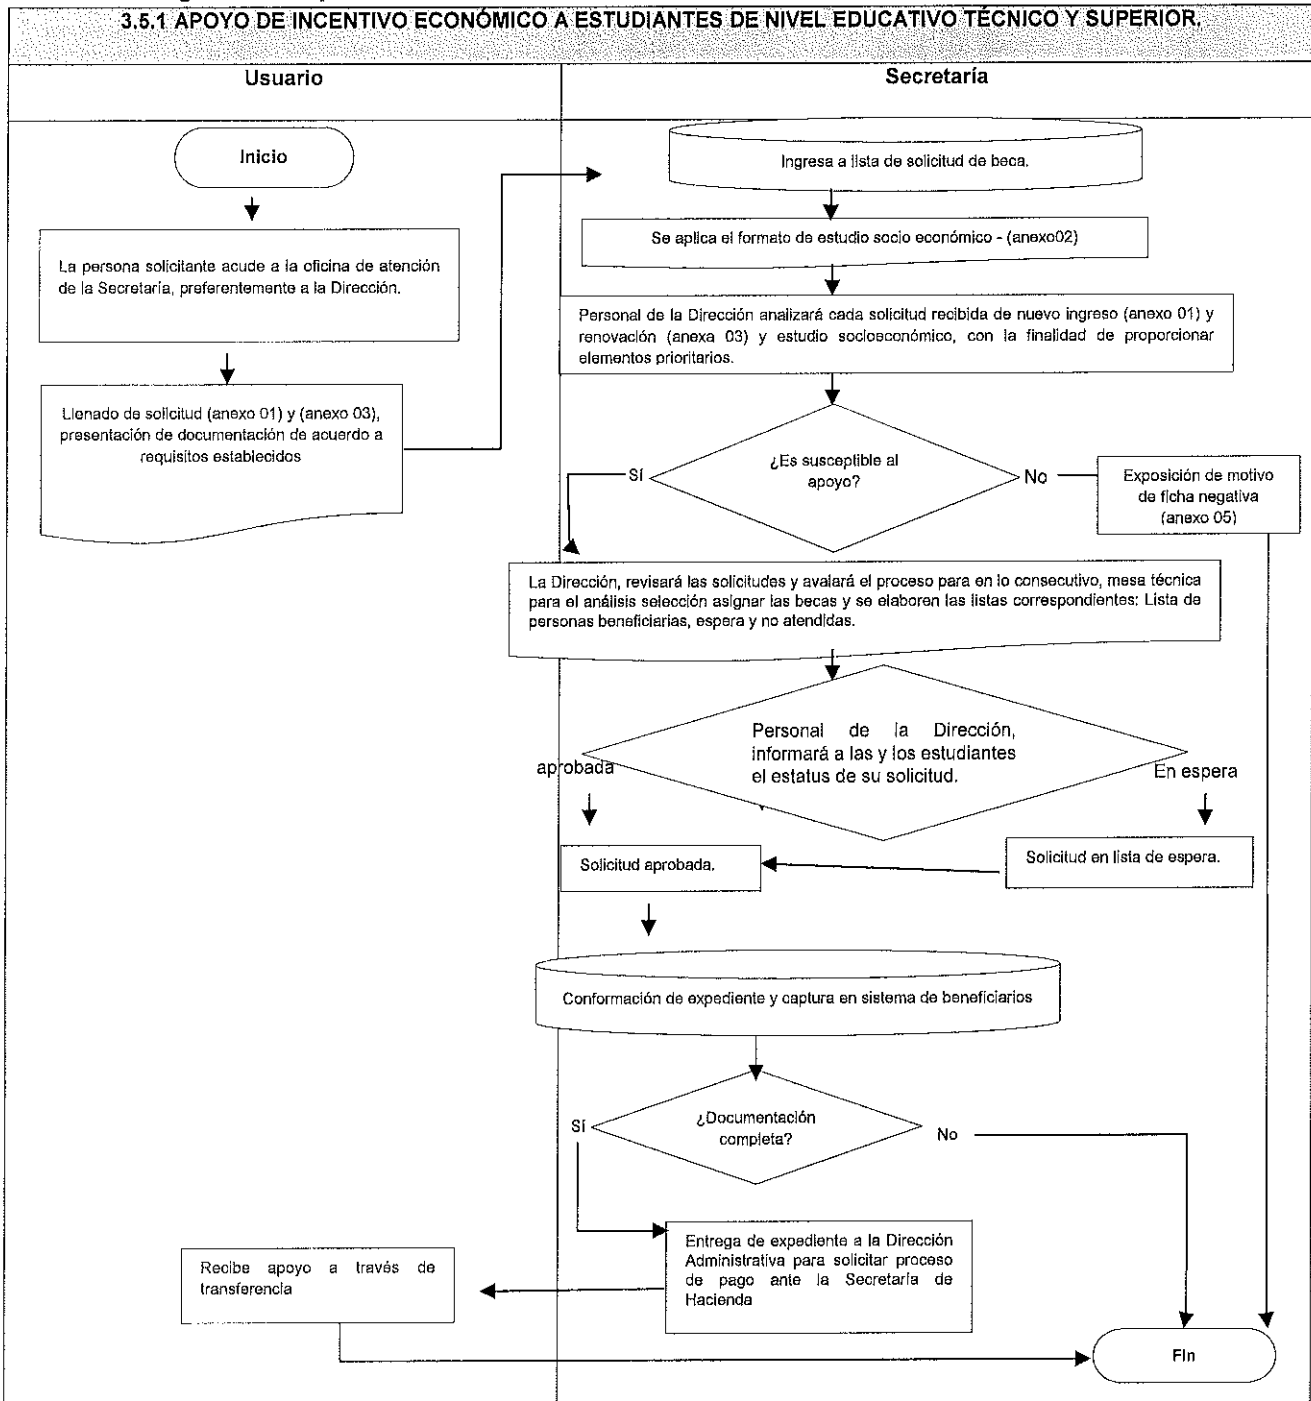 3.5.1 APOYO DE INCENTIVO ECONÓMICO A ESTUDIANTES DE NIVEL EDUCATIVO TÉCNICO Y SUPERIOR.
Usuario
Secretaría
Inicio
La persona solicitante acude a la oficina de atención
de la Secretaría, preferentemente a la Dirección.
Llenado de solicitud (anexo 01) y (anexo 03),
presentación de documentación de acuerdo a
requisitos establecidos
Ingresa a lista de solicitud de beca.
Se aplica el formato de estudio socio económico - (anexo02)
Personal de la Dirección analizará cada solicitud recibida de nuevo ingreso (anexo 01) y
renovación (anexa 03) y estudio socioeconómico, con la finalidad de proporcionar
elementos prioritarios.
¿Es susceptible al
apoyo?
Sí
No
Exposición de motivo
de ficha negativa
(anexo 05)
La Dirección, revisará las solicitudes y avalará el proceso para en lo consecutivo, mesa técnica
para el análisis selección asignar las becas y se elaboren las listas correspondientes: Lista de
personas beneficiarias, espera y no atendidas.
Personal de la Dirección,
informará a las y los estudiantes
el estatus de su solicitud.
aprobada
En espera
Solicitud aprobada.
Solicitud en lista de espera.
Conformación de expediente y captura en sistema de beneficiarios
¿Documentación
completa?
Sí
No
Entrega de expediente a la Dirección
Administrativa para solicitar proceso
de pago ante la Secretaría de
Hacienda
Recibe apoyo a través de
transferencia
Fin